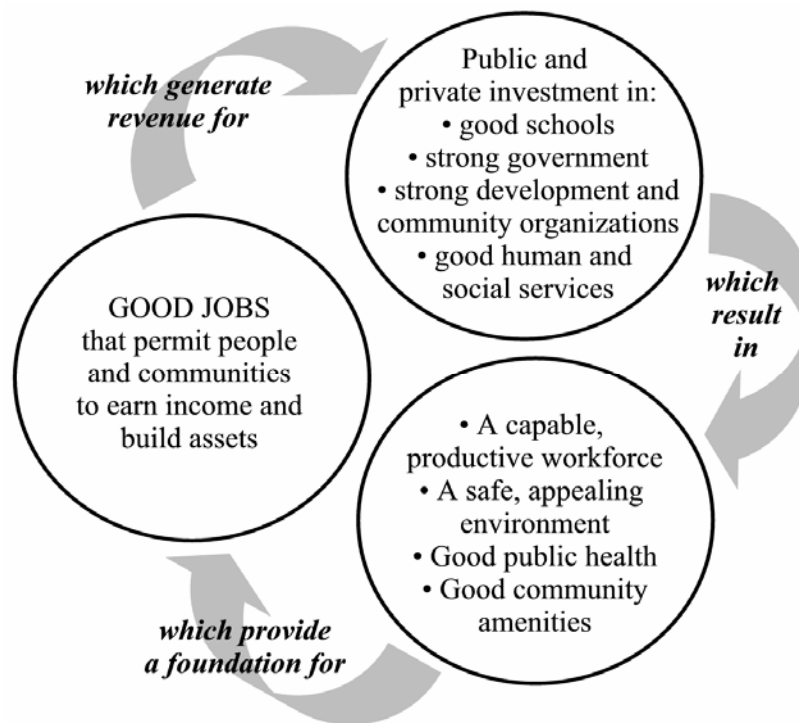 which generate
revenue for
Public and
private investment in:
• good schools
• strong government
• strong development and
community organizations
• good human and
social services
which
result
in
• A capable,
productive workforce
• A safe, appealing
environment
• Good public health
• Good community
amenities
which provide
a foundation for
GOOD JOBS
that permit people
and communities
to earn income and
build assets